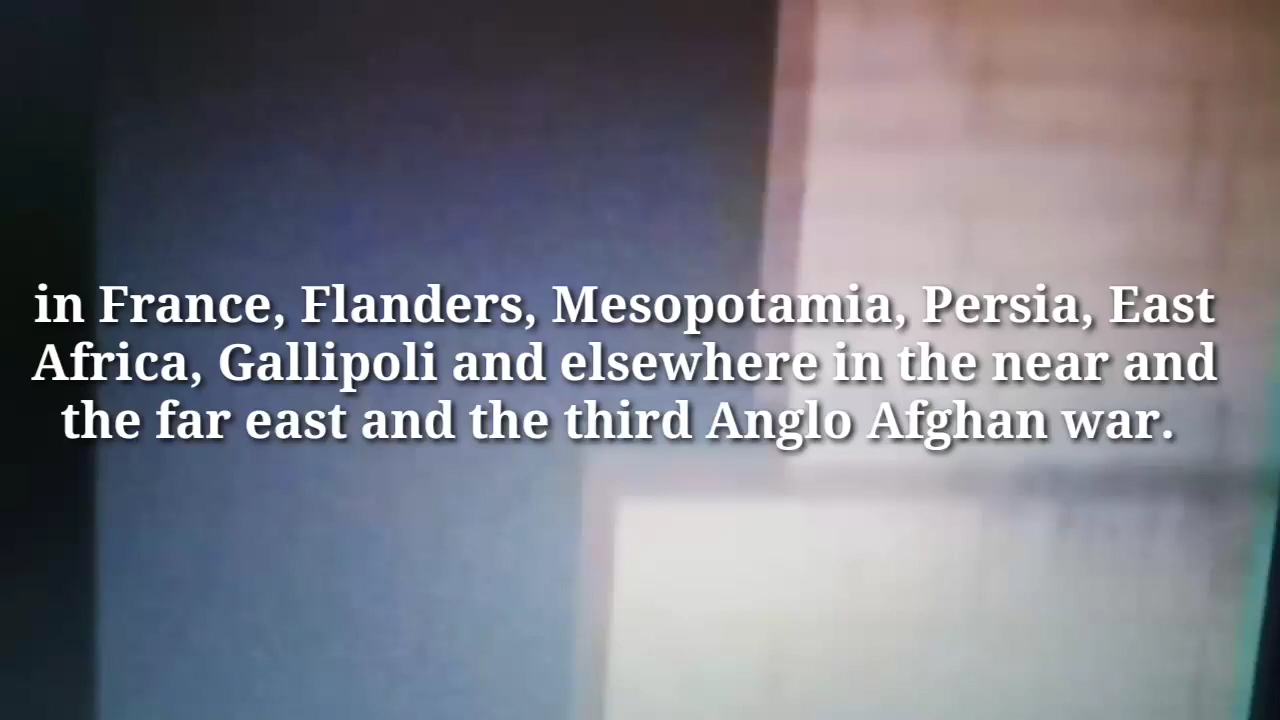 in France, Flanders, Mesopotamia, Persia, East
Africa, Gallipoli and elsewhere in the near and
the far east and the third Anglo Afghan war.